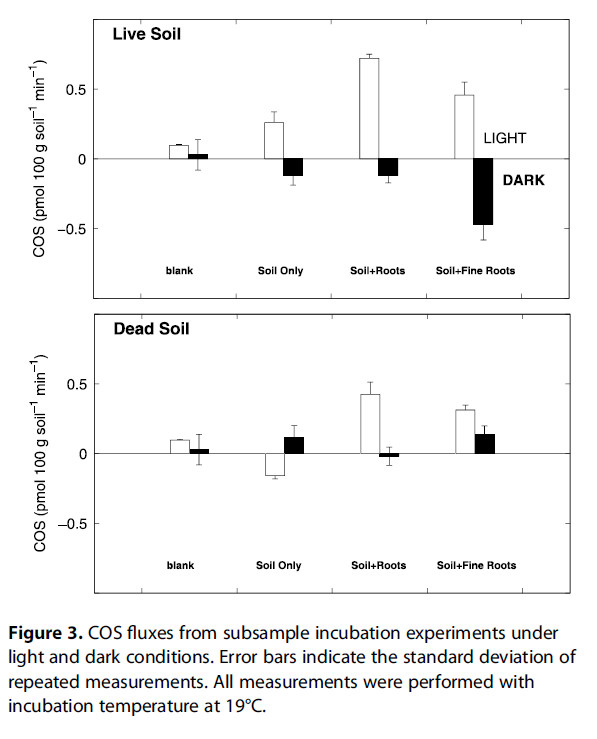 Live Soil
0.5
0
−0.5
COS (pmol 100 g soil⁻¹ min⁻¹)
LIGHT
DARK
blank
Soil Only
Soil+Roots
Soil+Fine Roots
Dead Soil
0.5
0
−0.5
COS (pmol 100 g soil⁻¹ min⁻¹)
blank
Soil Only
Soil+Roots
Soil+Fine Roots
Figure 3. COS fluxes from subsample incubation experiments under
light and dark conditions. Error bars indicate the standard deviation of
repeated measurements. All measurements were performed with
incubation temperature at 19°C.